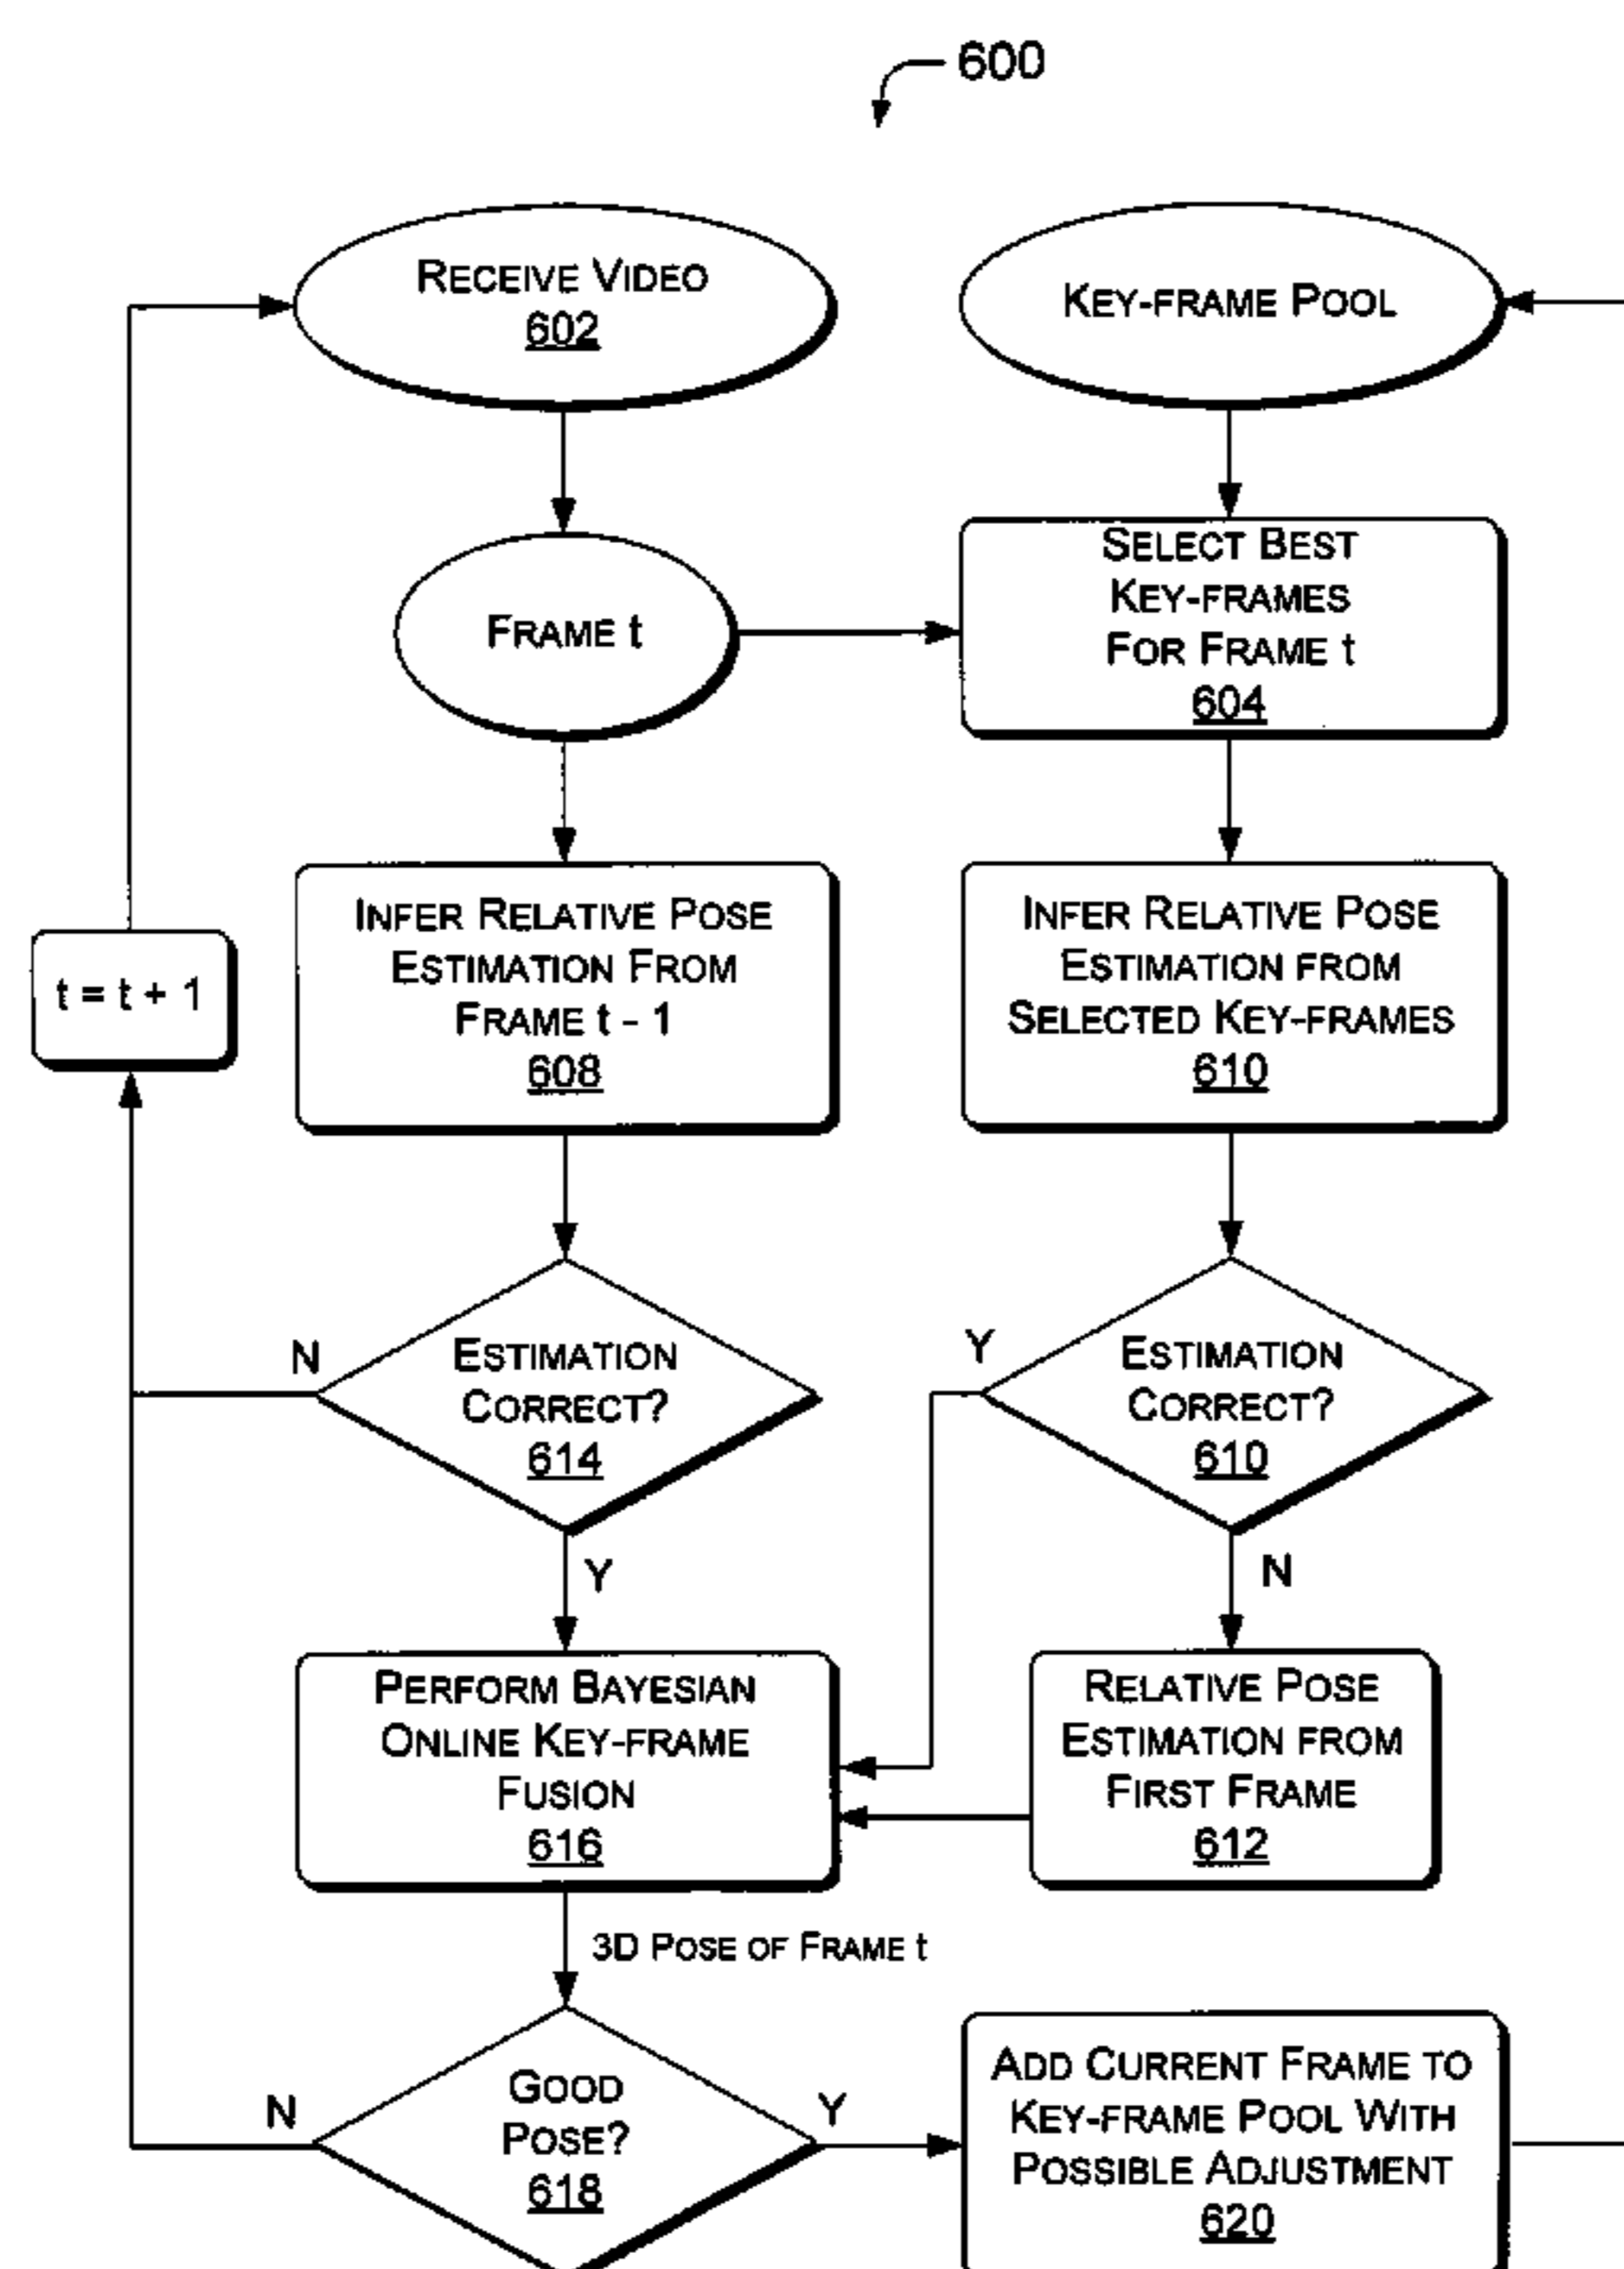 600
RECEIVE VIDEO
602
KEY-FRAME POOL
FRAME t
SELECT BEST
KEY-FRAMES
FOR FRAME t
604
t = t + 1
INFER RELATIVE POSE
ESTIMATION FROM
FRAME t - 1
608
INFER RELATIVE POSE
ESTIMATION FROM
SELECTED KEY-FRAMES
610
N
ESTIMATION
CORRECT?
614
Y
Y
ESTIMATION
CORRECT?
610
N
PERFORM BAYESIAN
ONLINE KEY-FRAME
FUSION
616
RELATIVE POSE
ESTIMATION FROM
FIRST FRAME
612
3D POSE OF FRAME t
N
GOOD
POSE?
618
Y
ADD CURRENT FRAME TO
KEY-FRAME POOL WITH
POSSIBLE ADJUSTMENT
620